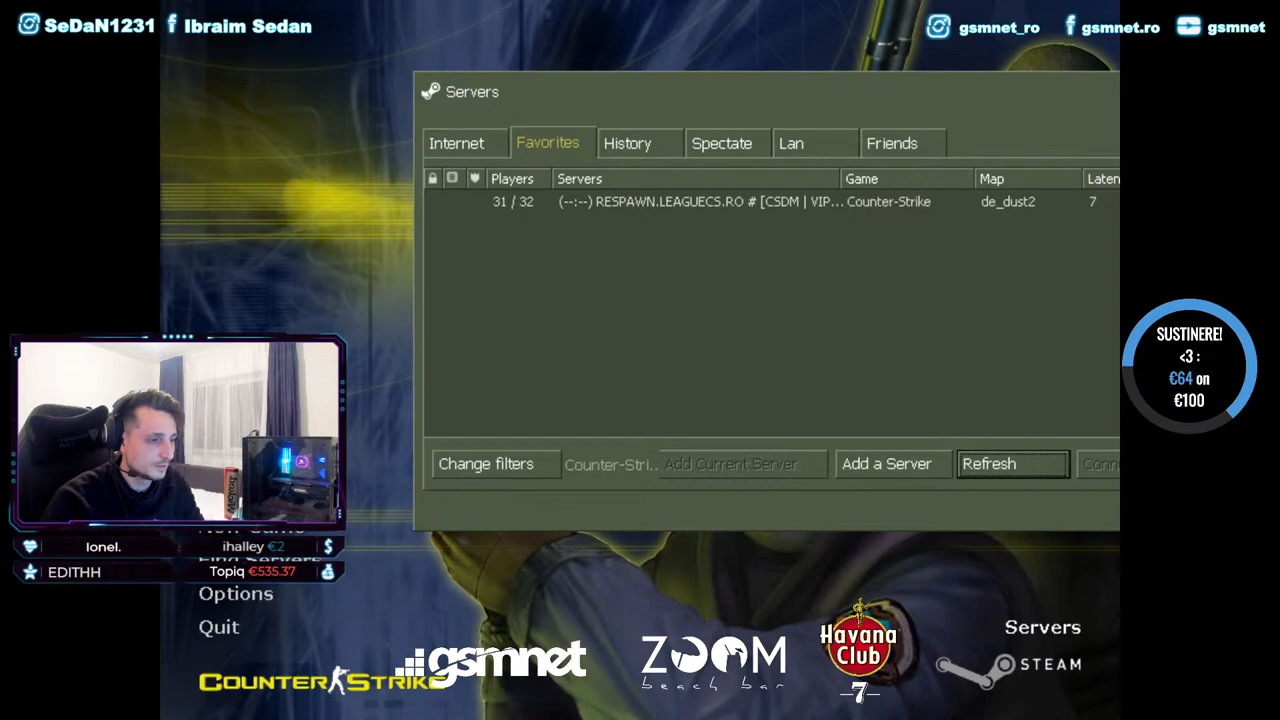 SeDaN1231 Ibraim Sedan
gsmnet_ro gsmnet.ro gsmnet
Servers
Internet Favorites History Spectate Lan Friends
Players Servers Game Map Laten
31 / 32 (--:--) RESPAWN.LEAGUECS.RO # [CSDM | VIP... Counter-Strike de_dust2 7
SUSTINERE!
<3 :
€64 on
€100
Change filters Counter-Stri.. Add Current Server Add a Server Refresh Conn
Ionel. ihalley €2
EDITHH Topiq €535.37
Find Servers
Options
Quit
COUNTER STRIKE
gsmnet
ZOOM
beach bar
Havana
Club
7
Servers
STEAM